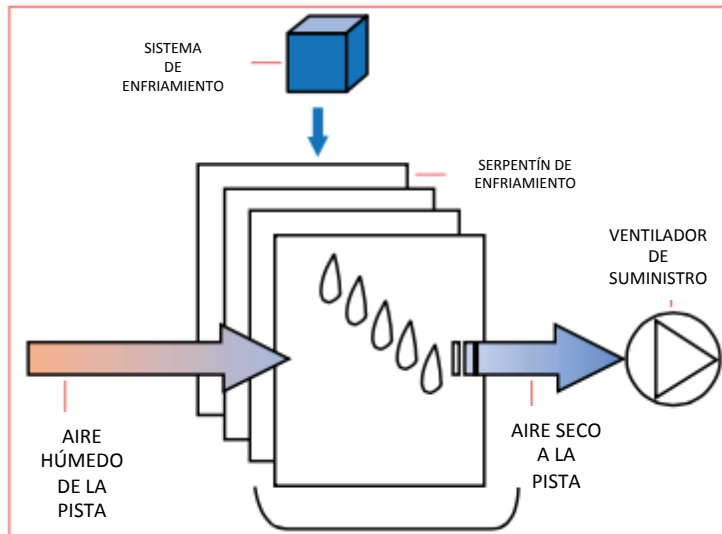 SISTEMA
DE
ENFRIAMIENTO
SERPENTÍN DE
ENFRIAMIENTO
VENTILADOR
DE
SUMINISTRO
AIRE
HÚMEDO
DE LA
PISTA
AIRE SECO
A LA
PISTA